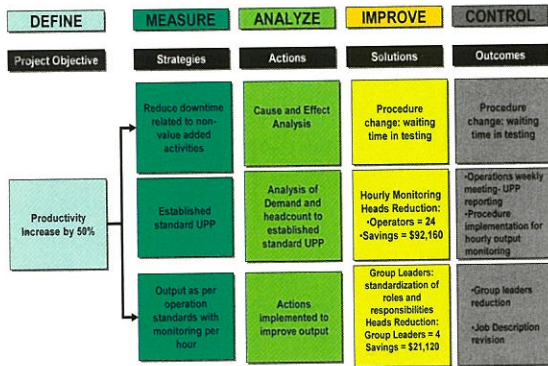 DEFINE
MEASURE
ANALYZE
IMPROVE
CONTROL
Project Objective
Strategies
Actions
Solutions
Outcomes
Reduce downtime
related to non-
value added
activities
Cause and Effect
Analysis
Procedure
change: waiting
time in testing
Procedure
change: waiting
time in testing
Productivity
Increase by 50%
Established
standard UPP
Analysis of
Demand and
headcount to
established
standard UPP
Hourly Monitoring
Heads Reduction:
•Operators = 24
•Savings = $92,160
•Operations weekly
meeting- UPP
reporting
•Procedure
implementation for
hourly output
monitoring
Output as per
operation
standards with
monitoring per
hour
Actions
implemented to
improve output
Group Leaders:
standardization of
roles and
responsibilities
Heads Reduction:
Group Leaders = 4
Savings = $21,120
•Group leaders
reduction
•Job Description
revision